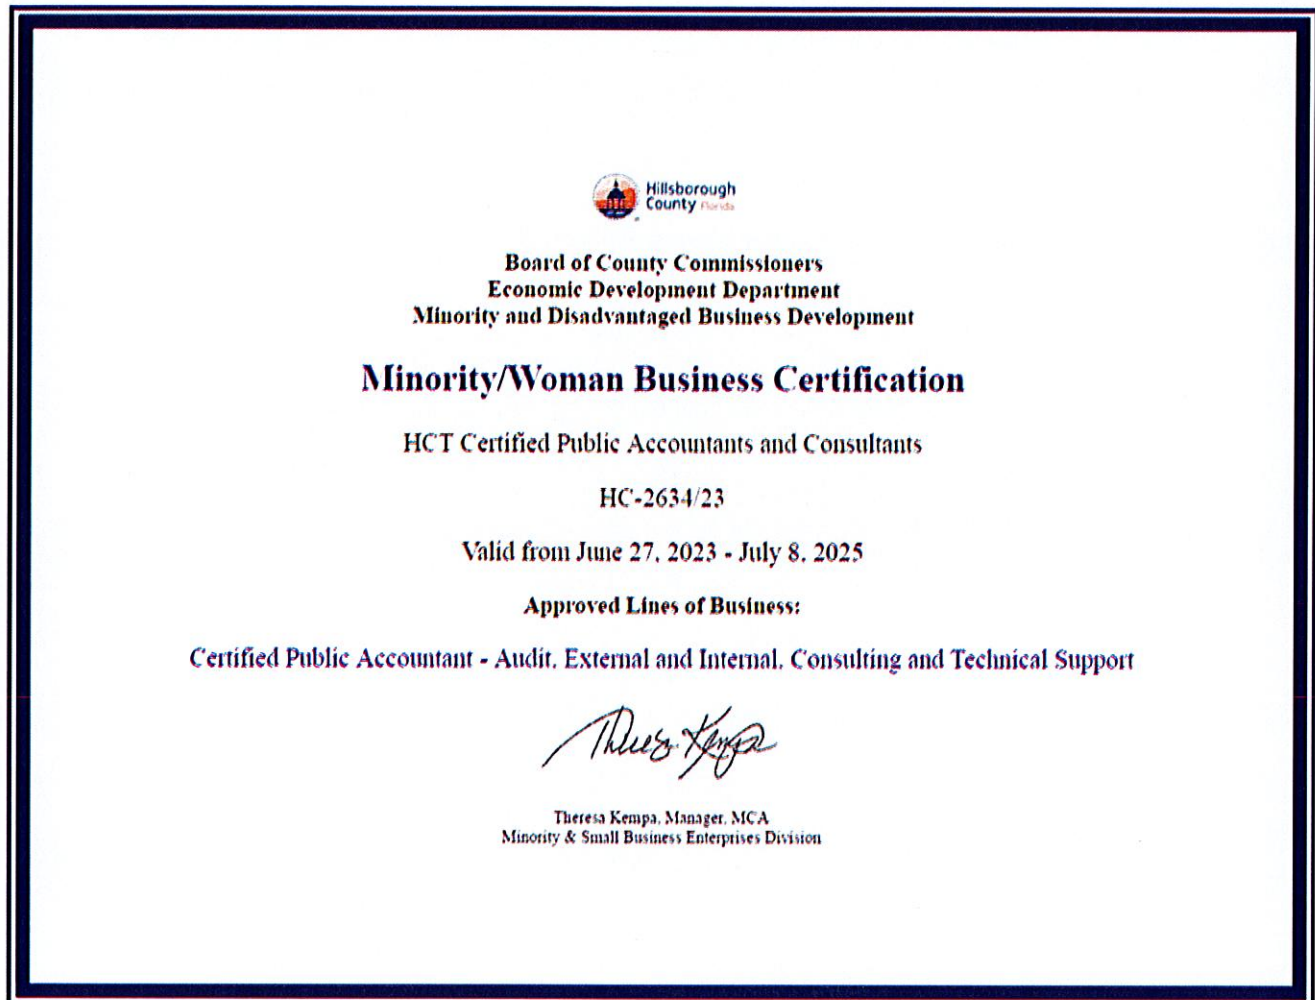 Hillsborough
County Florida
Board of County Commissioners
Economic Development Department
Minority and Disadvantaged Business Development
Minority/Woman Business Certification
HCT Certified Public Accountants and Consultants
HC-2634/23
Valid from June 27, 2023 - July 8, 2025
Approved Lines of Business:
Certified Public Accountant - Audit, External and Internal, Consulting and Technical Support
Theresa Kempa
Theresa Kempa, Manager, MCA
Minority & Small Business Enterprises Division